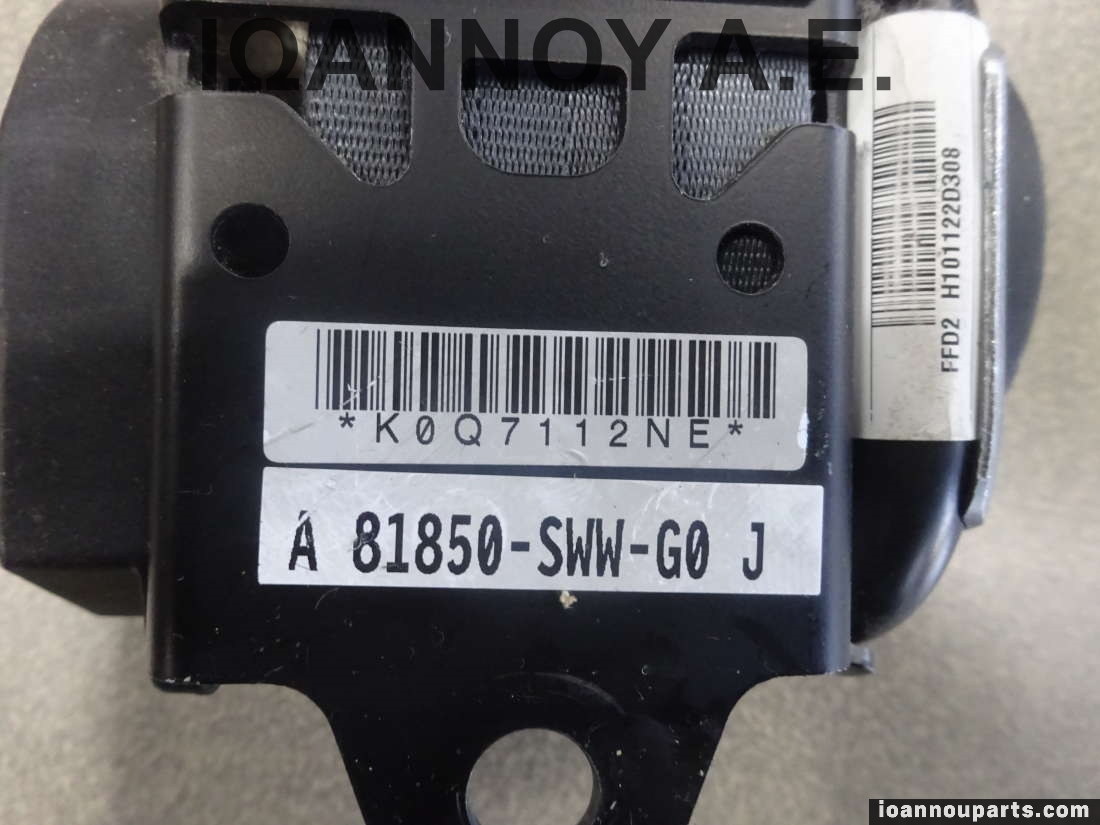 ΙΩΑΝΝΟΥ Α.Ε.
FFD2 H101122D308
*K0Q7112NE*
A 81850-SWW-G0 J
ioannouparts.com